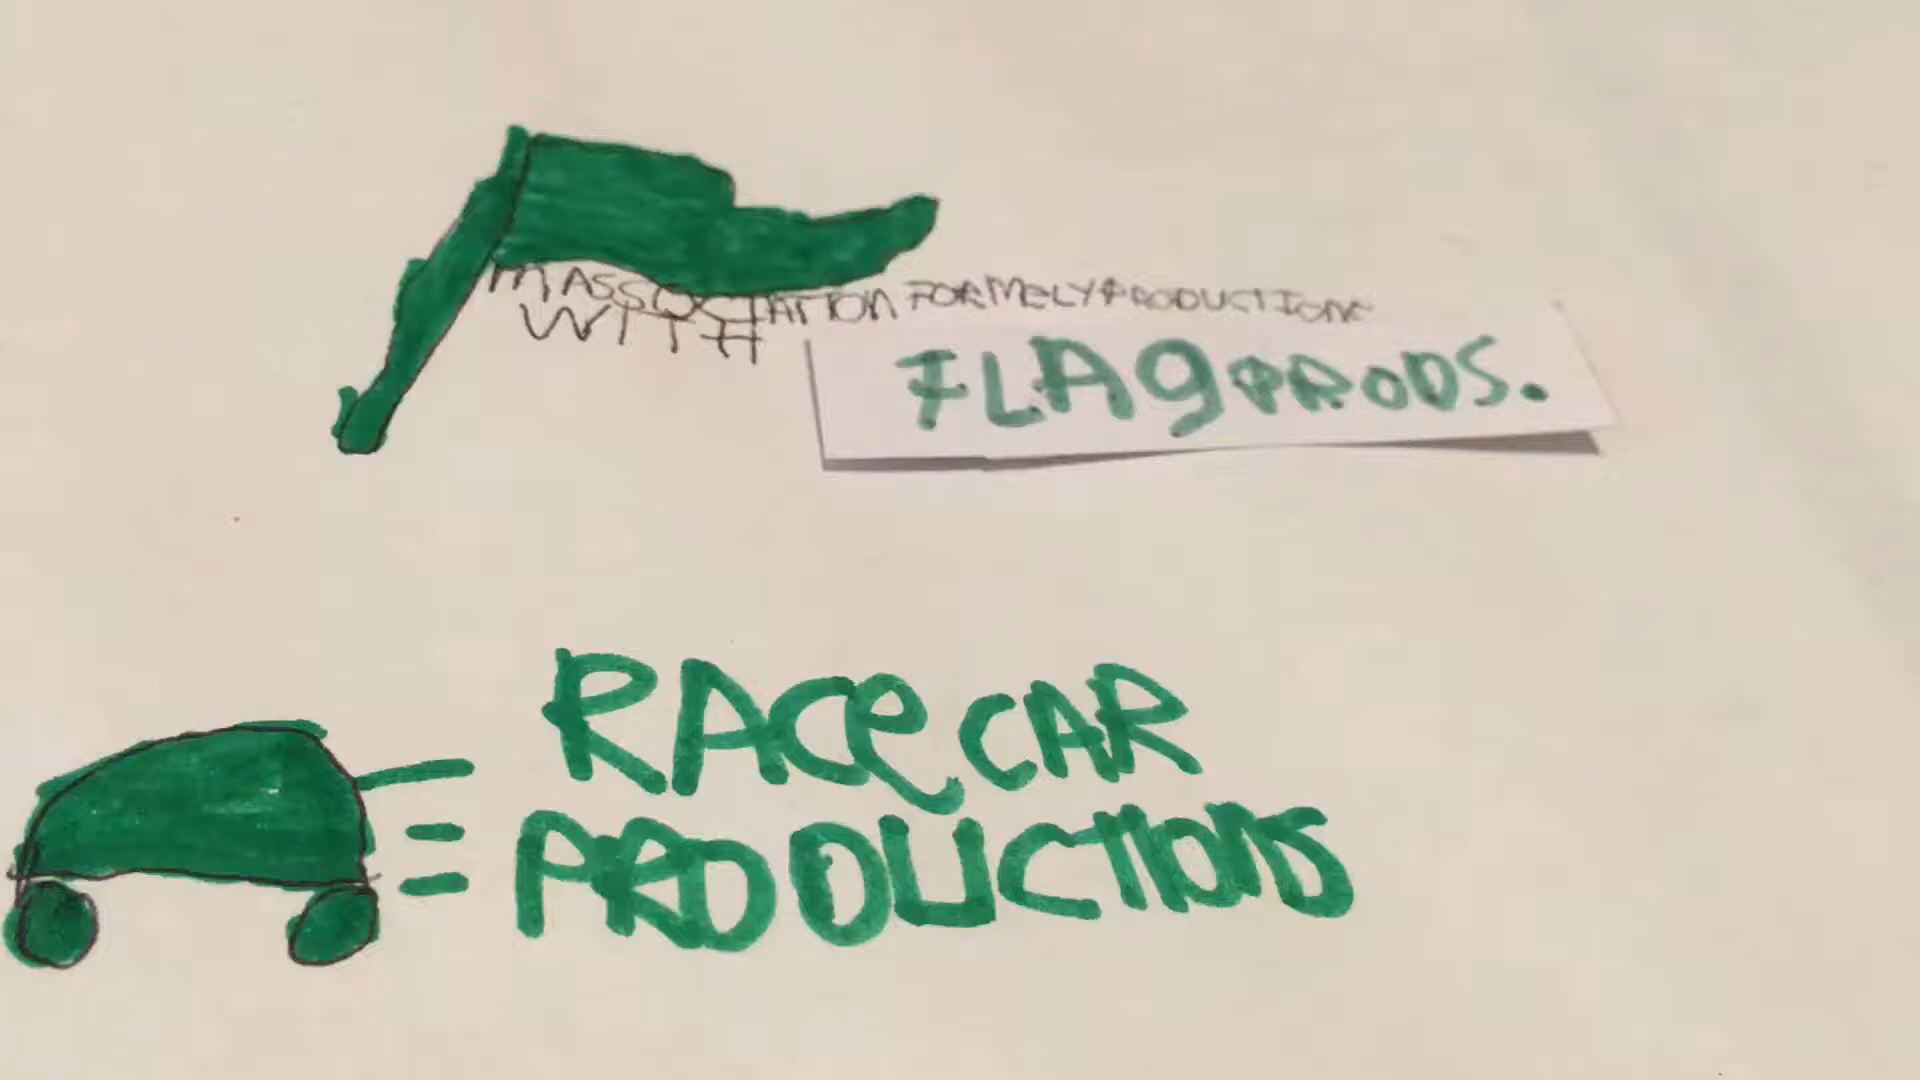 IN ASSOCIATION FORMELY PRODUCTIONS
WITH
FLAg PRODS.
RACe CAR
PRODUCTIONS